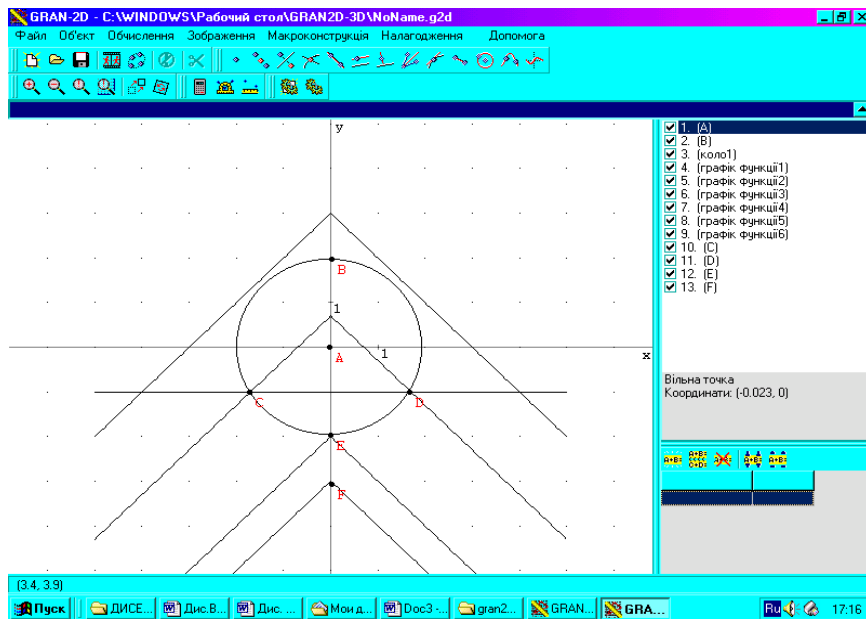 GRAN-2D - C:\WINDOWS\Рабочий стол\GRAN2D-3D\NoName.g2d
Файл Об'єкт Обчислення Зображення Макроконструкція Налагодження Допомога
y
B
1
A
1
x
C
D
E
F
1. (A)
2. (B)
3. (коло1)
4. (графік функції1)
5. (графік функції2)
6. (графік функції3)
7. (графік функції4)
8. (графік функції5)
9. (графік функції6)
10. (C)
11. (D)
12. (E)
13. (F)
Вільна точка
Координати: (-0.023, 0)
(3.4, 3.9)
Пуск ДИСЕ... Дис.В... Дис. ... Мои д... Doc3 -... gran2... GRAN... GRA... Ru 17:16